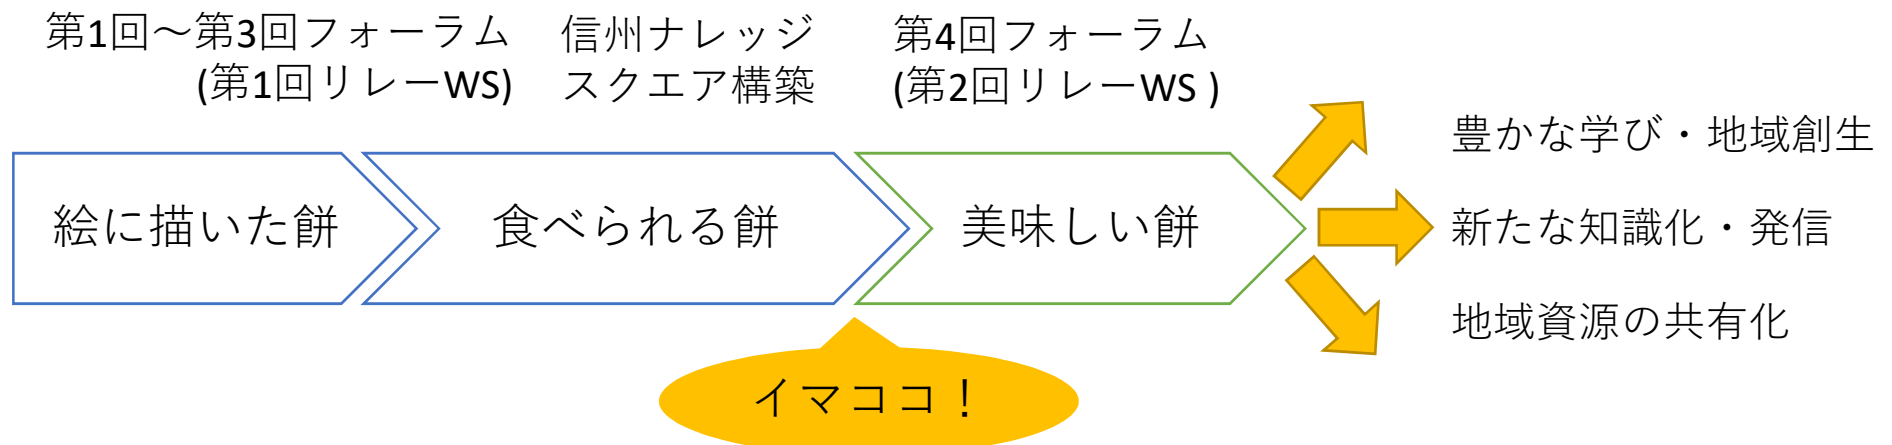 第1回～第3回フォーラム
(第1回リレーWS)
信州ナレッジ
スクエア構築
第4回フォーラム
(第2回リレーWS )
絵に描いた餅
食べられる餅
美味しい餅
豊かな学び・地域創生
新たな知識化・発信
地域資源の共有化
イマココ！